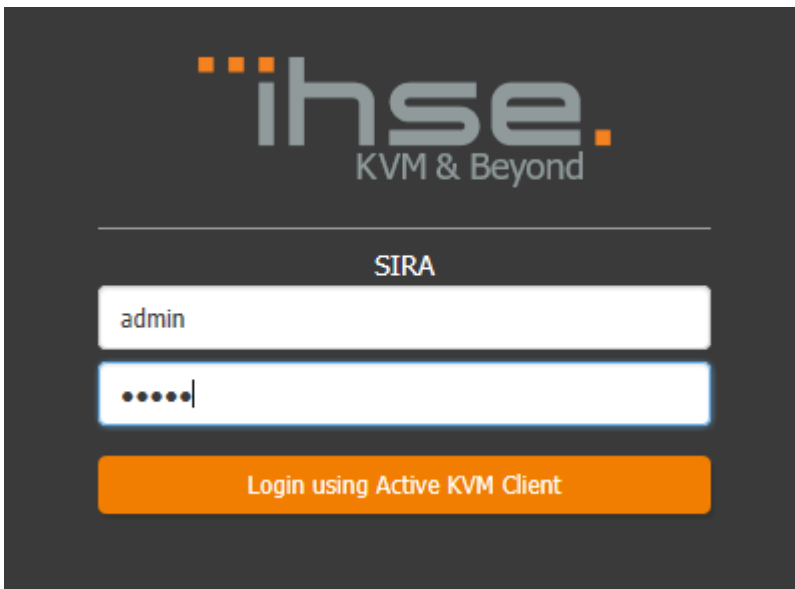 ihse.
KVM & Beyond
SIRA
admin
•••••
Login using Active KVM Client